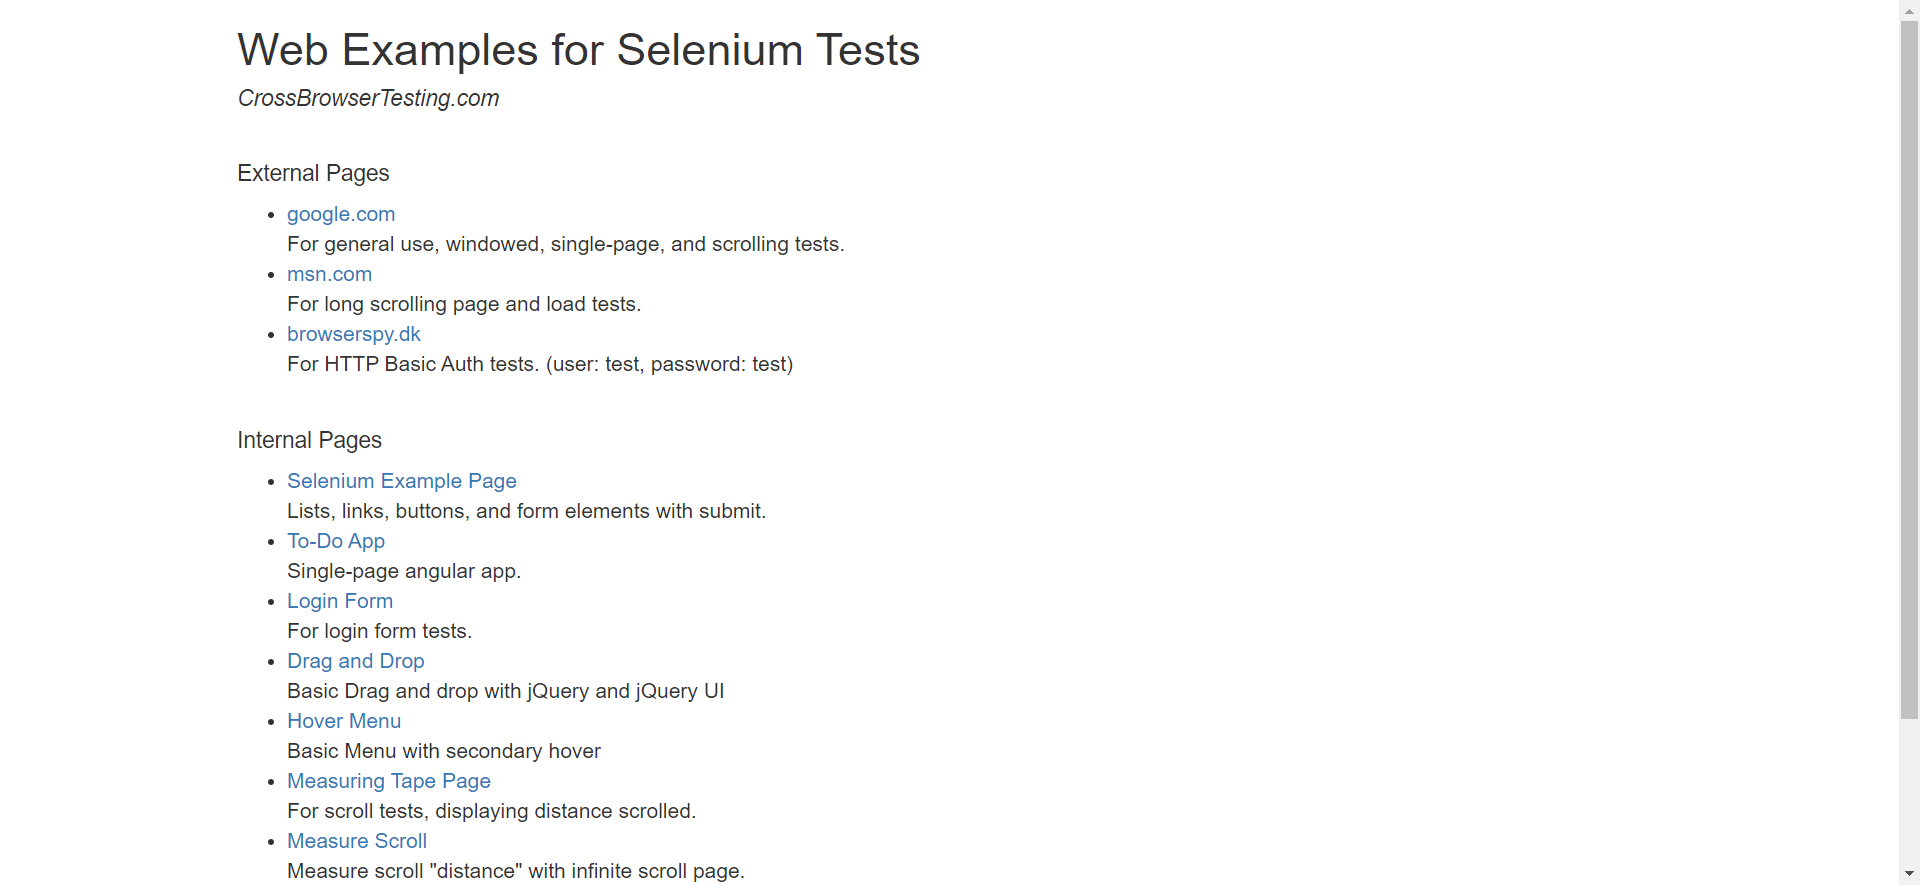 Web Examples for Selenium Tests
CrossBrowserTesting.com
External Pages
google.com
For general use, windowed, single-page, and scrolling tests.
msn.com
For long scrolling page and load tests.
browserspy.dk
For HTTP Basic Auth tests. (user: test, password: test)
Internal Pages
Selenium Example Page
Lists, links, buttons, and form elements with submit.
To-Do App
Single-page angular app.
Login Form
For login form tests.
Drag and Drop
Basic Drag and drop with jQuery and jQuery UI
Hover Menu
Basic Menu with secondary hover
Measuring Tape Page
For scroll tests, displaying distance scrolled.
Measure Scroll
Measure scroll "distance" with infinite scroll page.